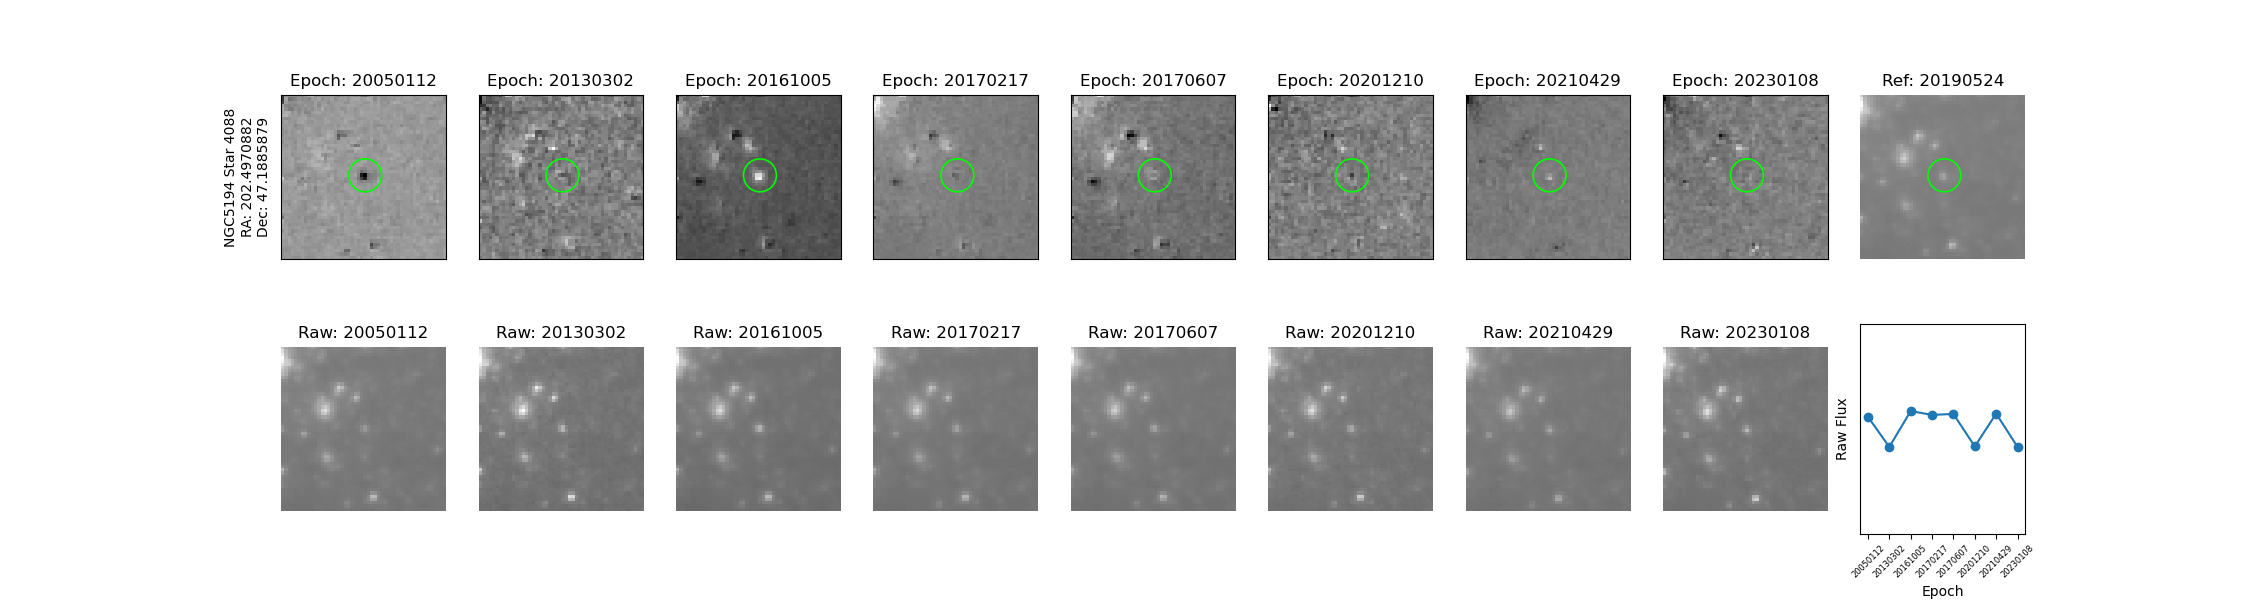 NGC5194 Star 4088
RA: 202.4970882
Dec: 47.1885879
Epoch: 20050112
Epoch: 20130302
Epoch: 20161005
Epoch: 20170217
Epoch: 20170607
Epoch: 20201210
Epoch: 20210429
Epoch: 20230108
Ref: 20190524
Raw: 20050112
Raw: 20130302
Raw: 20161005
Raw: 20170217
Raw: 20170607
Raw: 20201210
Raw: 20210429
Raw: 20230108
Raw Flux
20050112
20130302
20161005
20170217
20170607
20201210
20210429
20230108
Epoch